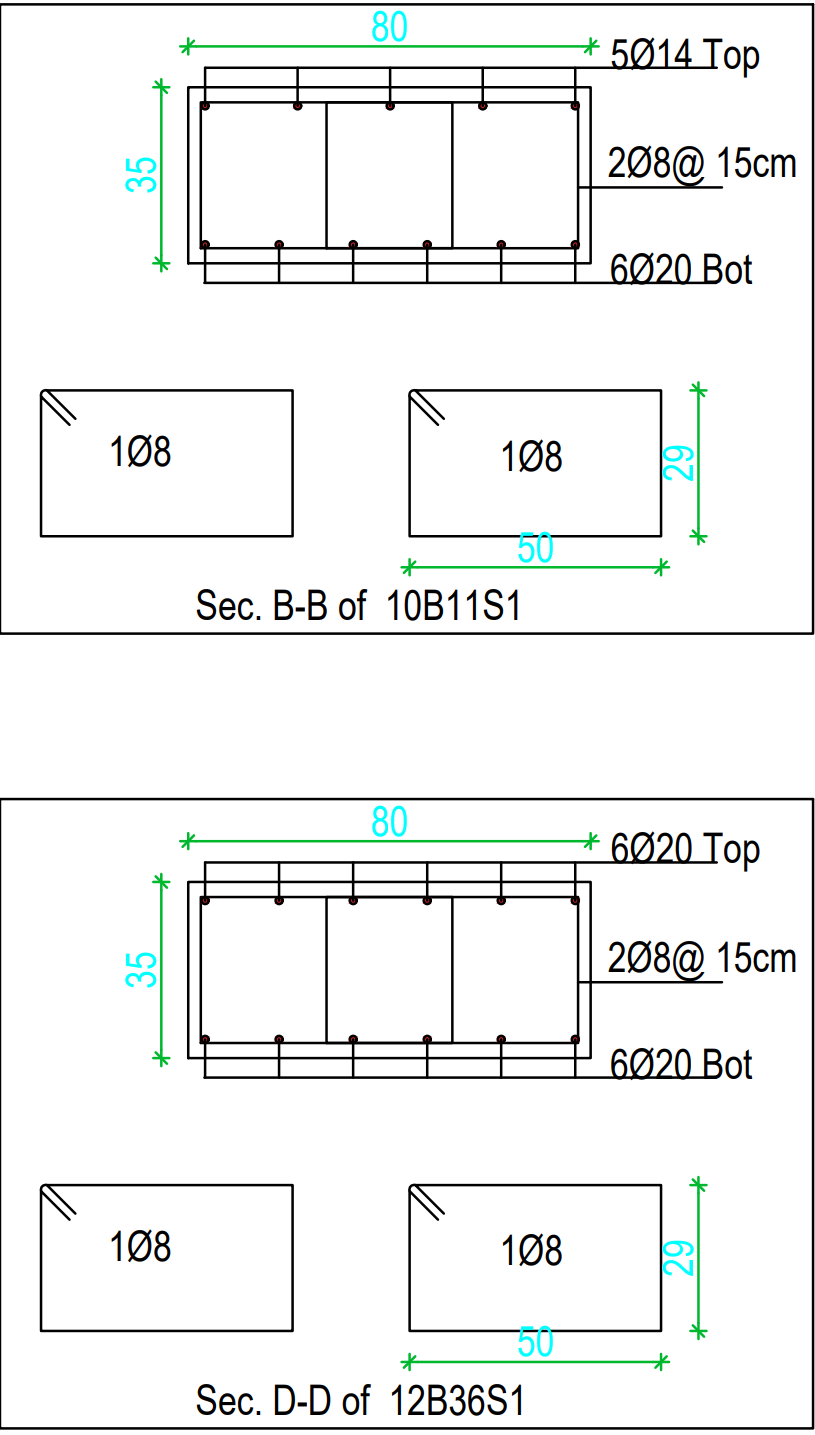 80
5Ø14 Top
35
2Ø8@ 15cm
6Ø20 Bot
1Ø8
1Ø8
29
50
Sec. B-B of 10B11S1
80
6Ø20 Top
35
2Ø8@ 15cm
6Ø20 Bot
1Ø8
1Ø8
29
50
Sec. D-D of 12B36S1